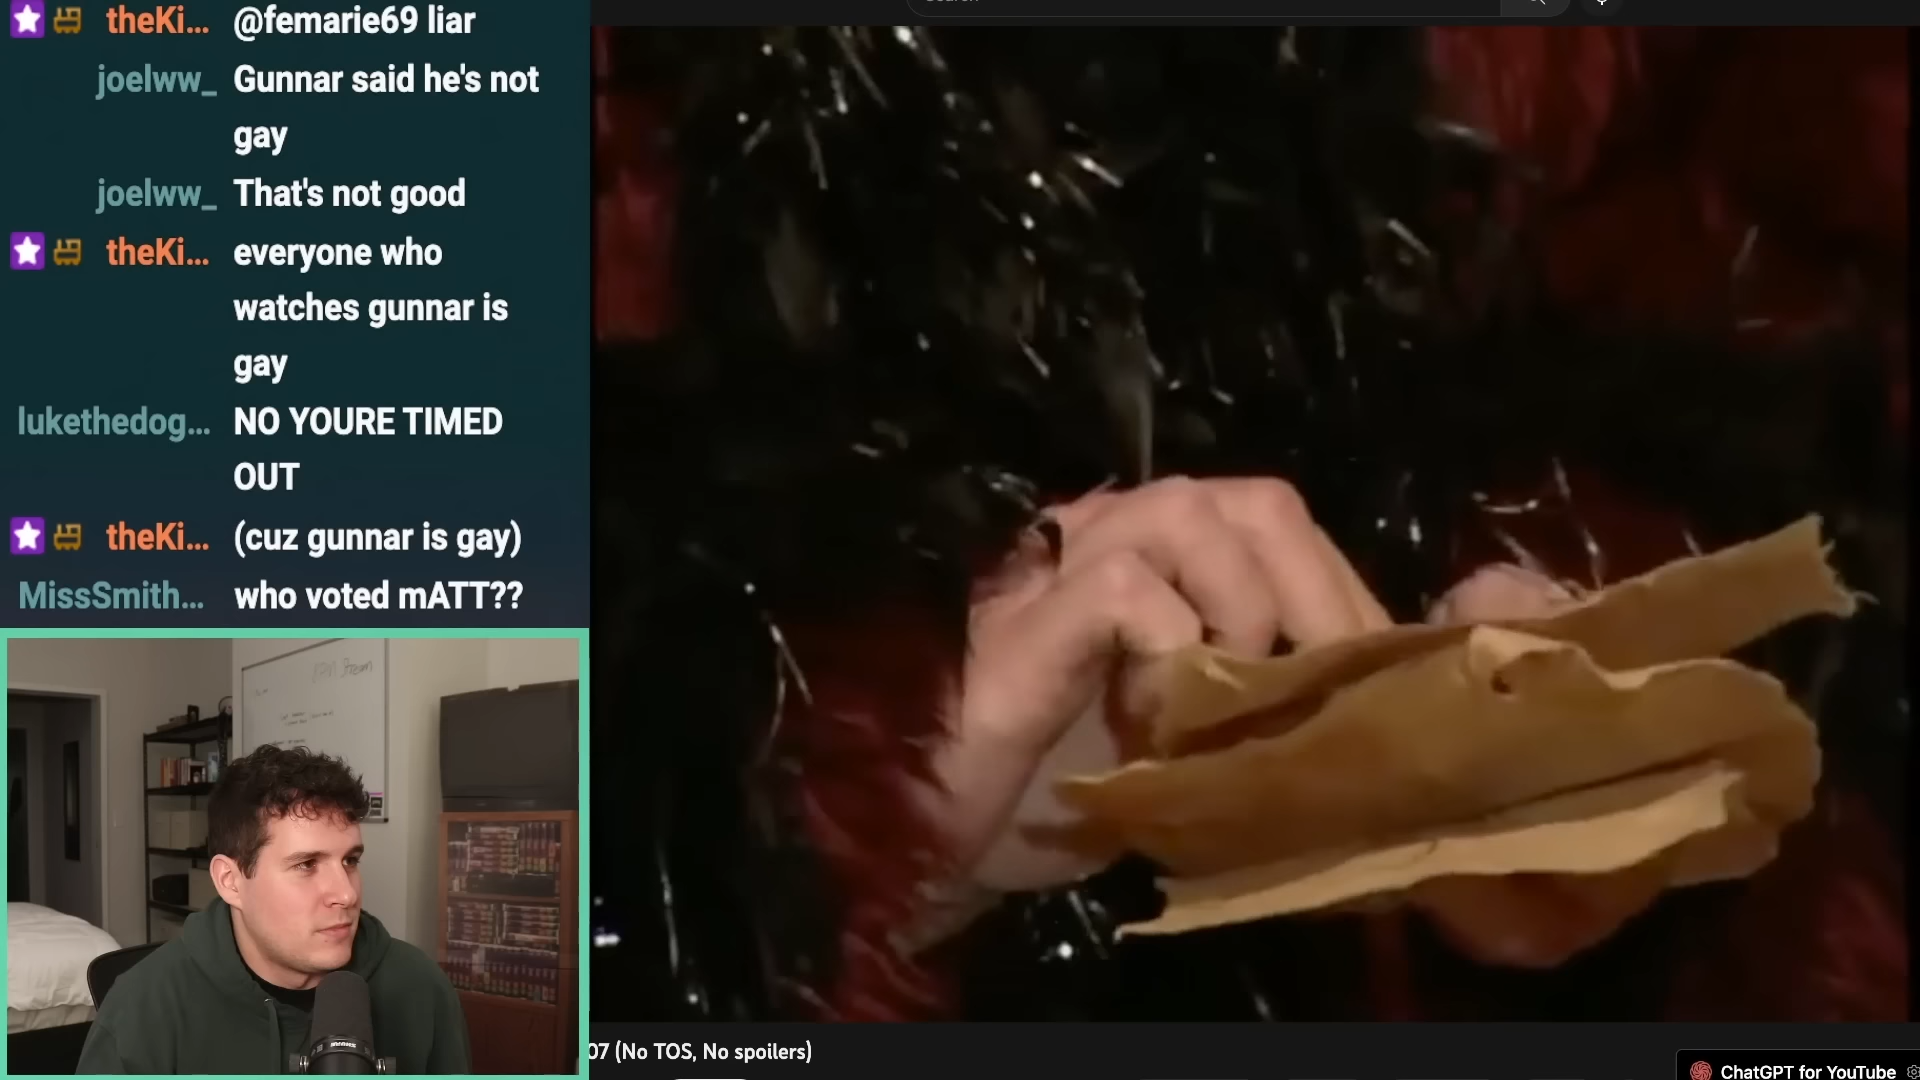 Search
theKi... @femarie69 liar
joelww_ Gunnar said he's not
gay
joelww_ That's not good
theKi... everyone who
watches gunnar is
gay
lukethedog... NO YOURE TIMED
OUT
theKi... (cuz gunnar is gay)
MissSmith... who voted mATT??
07 (No TOS, No spoilers)
ChatGPT for YouTube